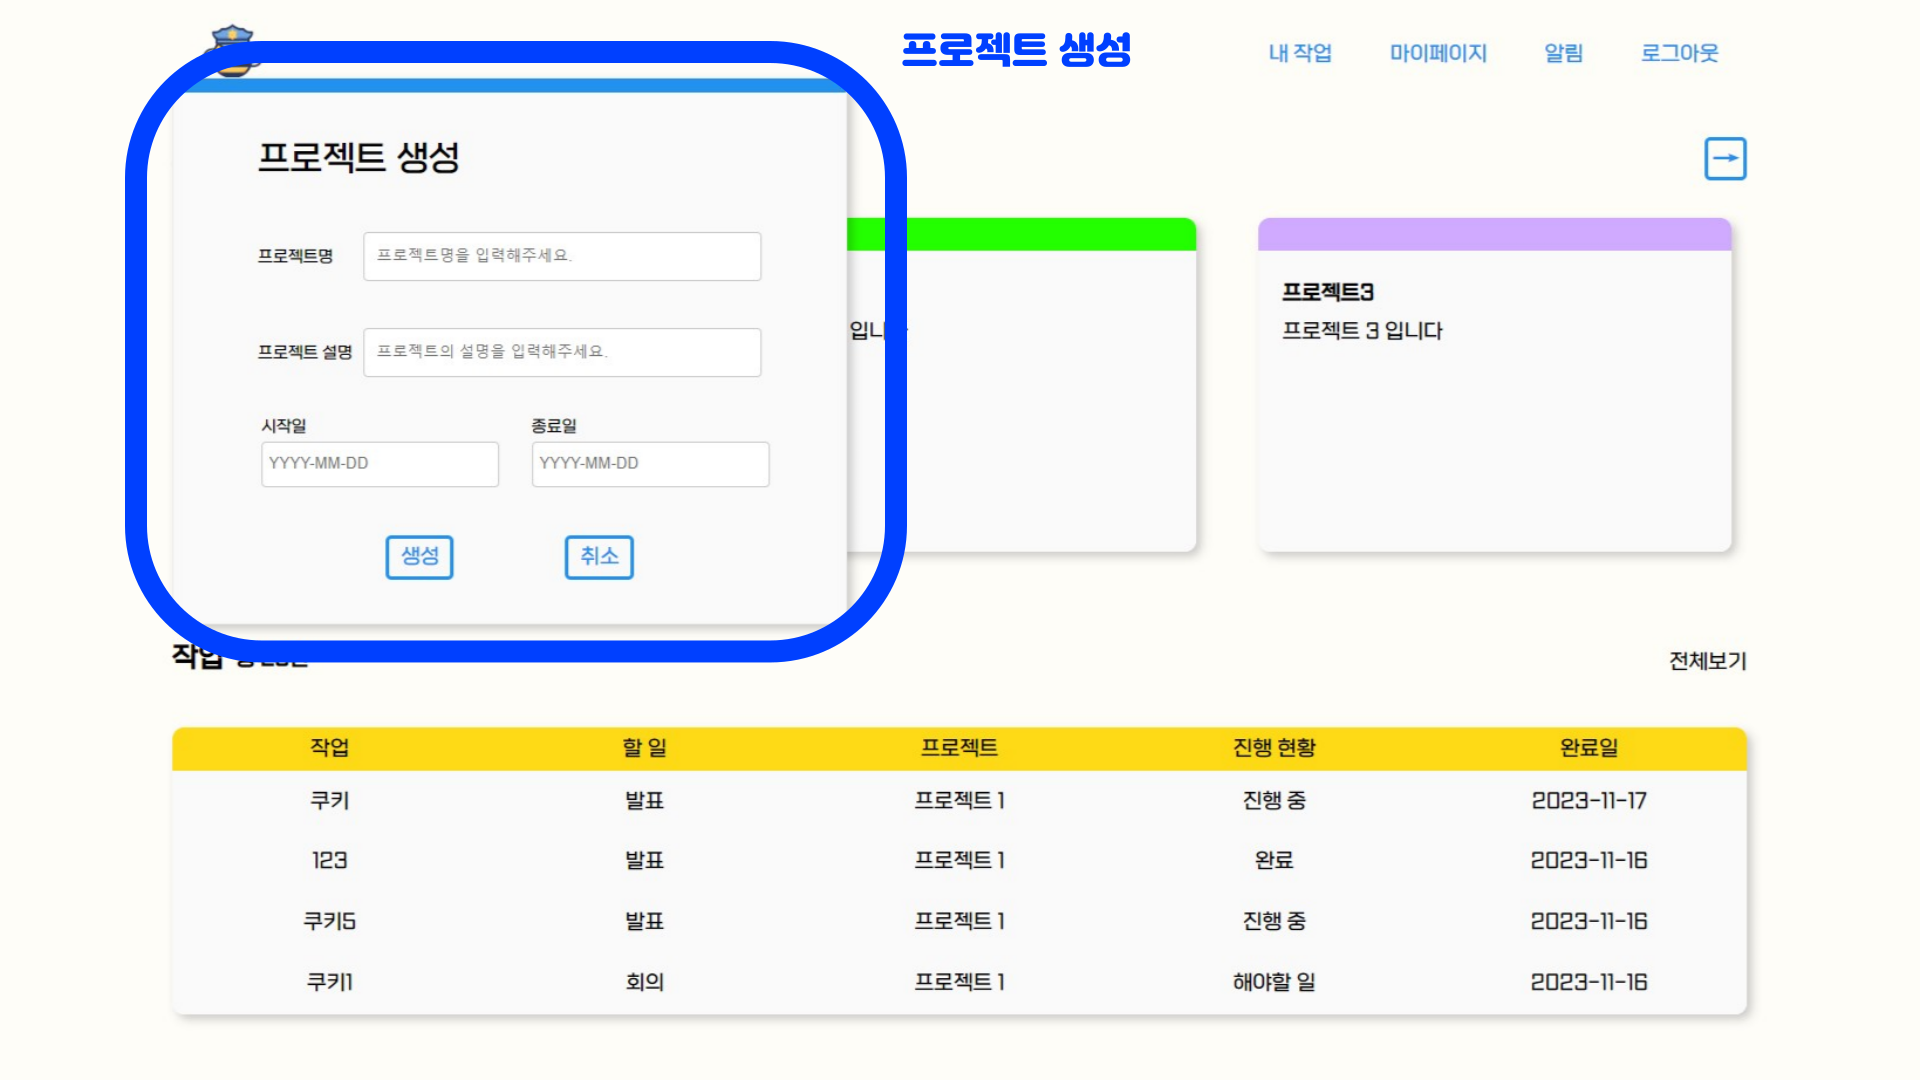 프로젝트 생성
내 작업 마이페이지 알림 로그아웃
프로젝트 생성
프로젝트명 프로젝트명을 입력해주세요.
프로젝트 설명 프로젝트의 설명을 입력해주세요.
시작일 종료일
YYYY-MM-DD YYYY-MM-DD
생성 취소
프로젝트3
프로젝트 3 입니다
작업
전체보기
작업 할 일 프로젝트 진행 현황 완료일
쿠키 발표 프로젝트 1 진행 중 2023-11-17
123 발표 프로젝트 1 완료 2023-11-16
쿠키5 발표 프로젝트 1 진행 중 2023-11-16
쿠키1 회의 프로젝트 1 해야할 일 2023-11-16